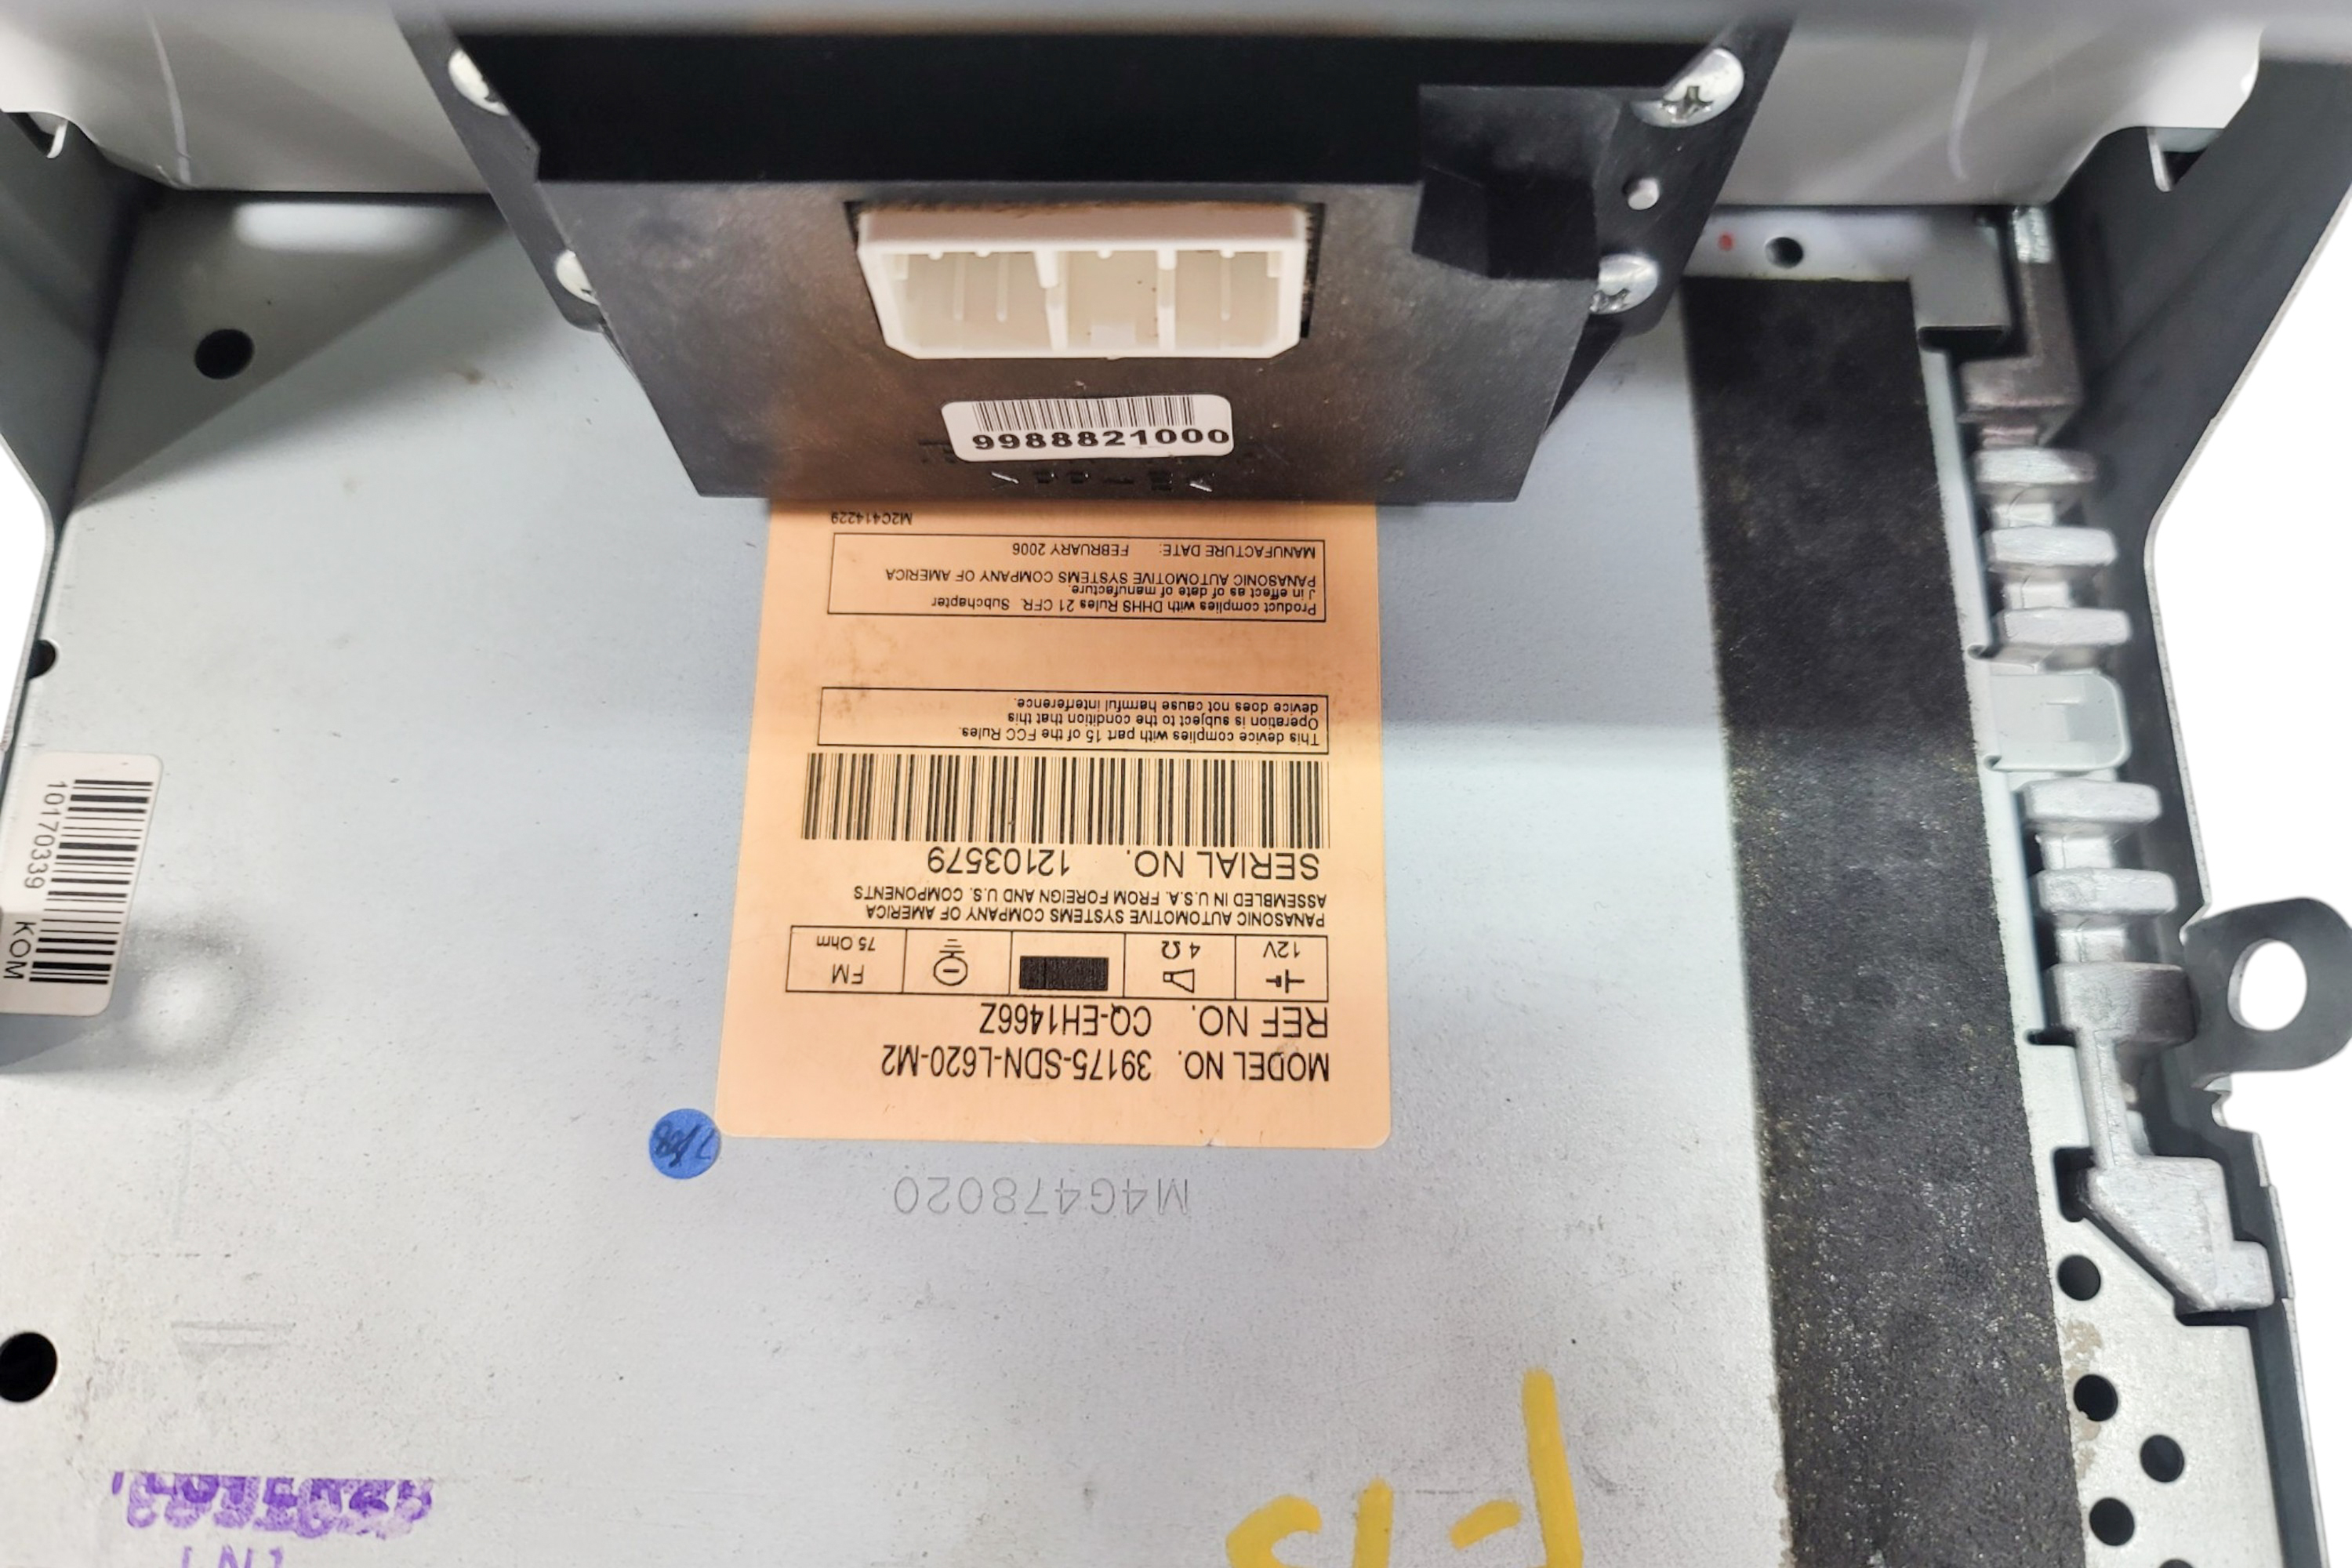 9988821000
MODEL NO. 39175-SDN-L620-M2
REF NO. CQ-EH1466Z
12V
4 Ω
FM
75 Ohm
PANASONIC AUTOMOTIVE SYSTEMS COMPANY OF AMERICA
ASSEMBLED IN U.S.A. FROM FOREIGN AND U.S. COMPONENTS
SERIAL NO. 12103579
This device complies with part 15 of the FCC Rules.
Operation is subject to the condition that this
device does not cause harmful interference.
Product complies with DHHS Rules 21 CFR. Subchapter
J in effect as of date of manufacture.
PANASONIC AUTOMOTIVE SYSTEMS COMPANY OF AMERICA
MANUFACTURE DATE: FEBRUARY 2006
M2C414229
10170339 KOM
M4G478020